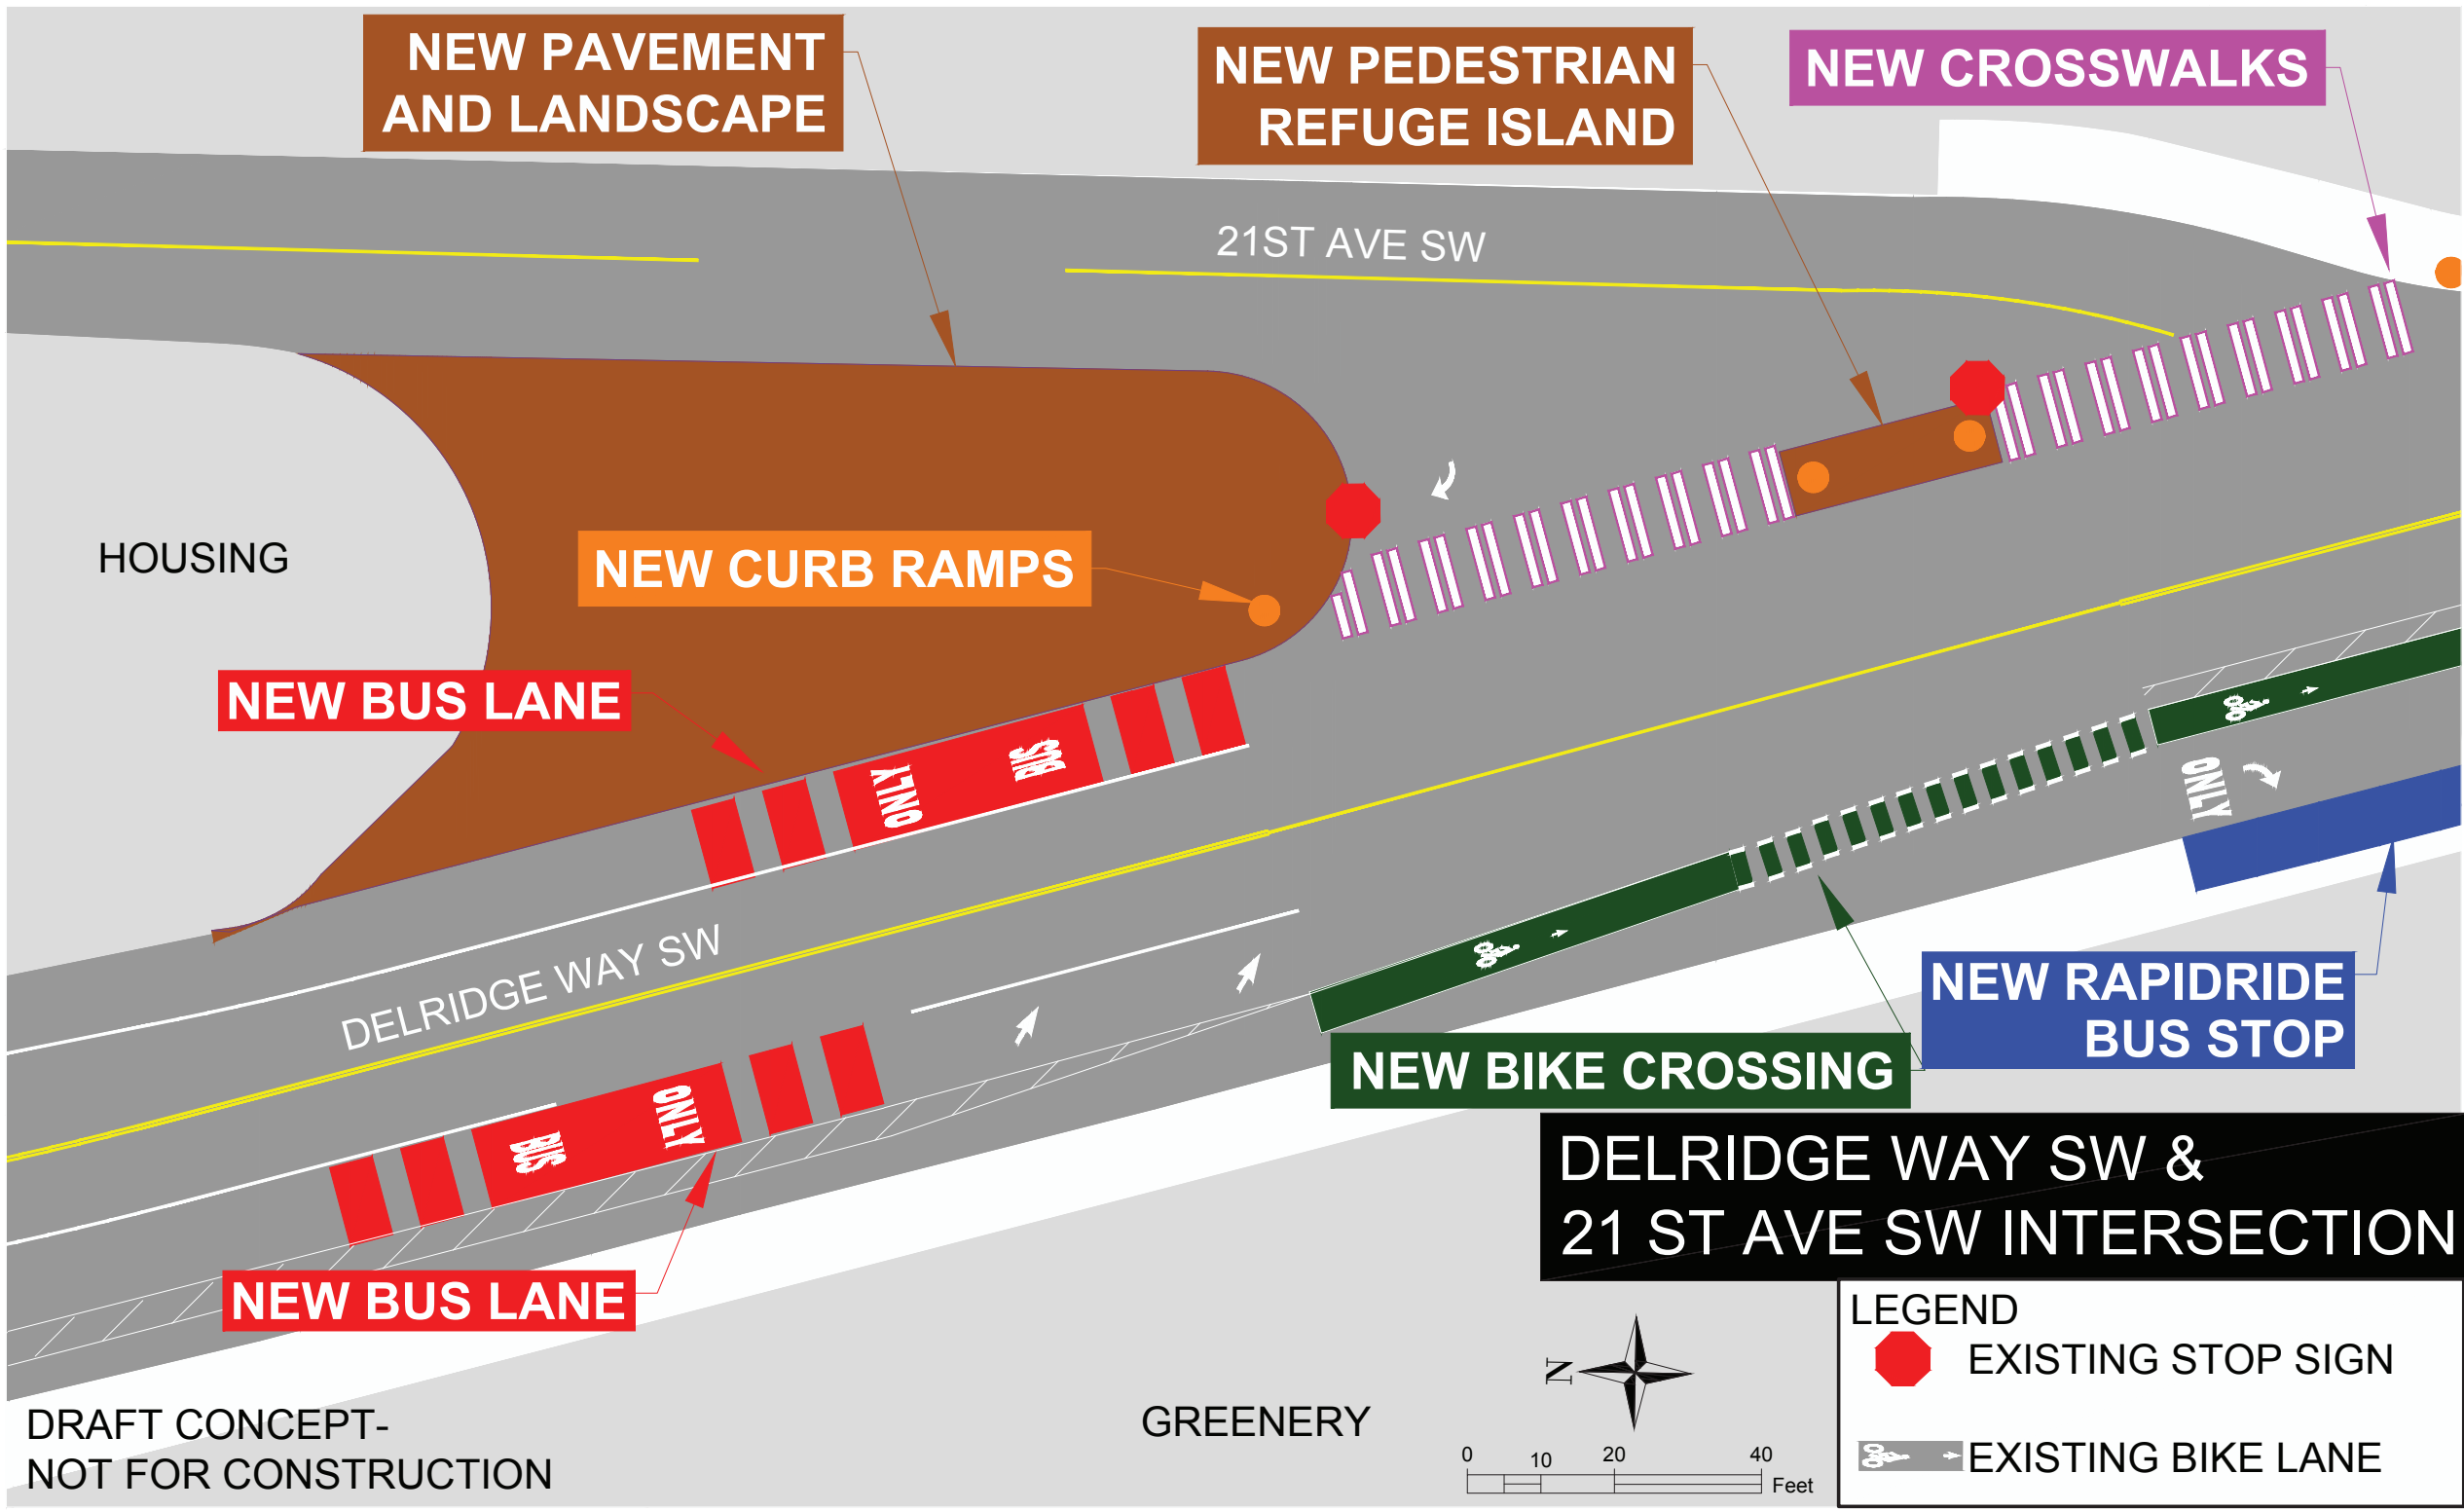 NEW PAVEMENT
AND LANDSCAPE
NEW PEDESTRIAN
REFUGE ISLAND
NEW CROSSWALKS
21ST AVE SW
HOUSING
NEW CURB RAMPS
NEW BUS LANE
ONLY
BUS
ONLY
DELRIDGE WAY SW
NEW RAPIDRIDE
BUS STOP
NEW BIKE CROSSING
BUS
ONLY
NEW BUS LANE
DELRIDGE WAY SW &
21 ST AVE SW INTERSECTION
LEGEND
EXISTING STOP SIGN
EXISTING BIKE LANE
N
GREENERY
0 10 20 40
Feet
DRAFT CONCEPT-
NOT FOR CONSTRUCTION